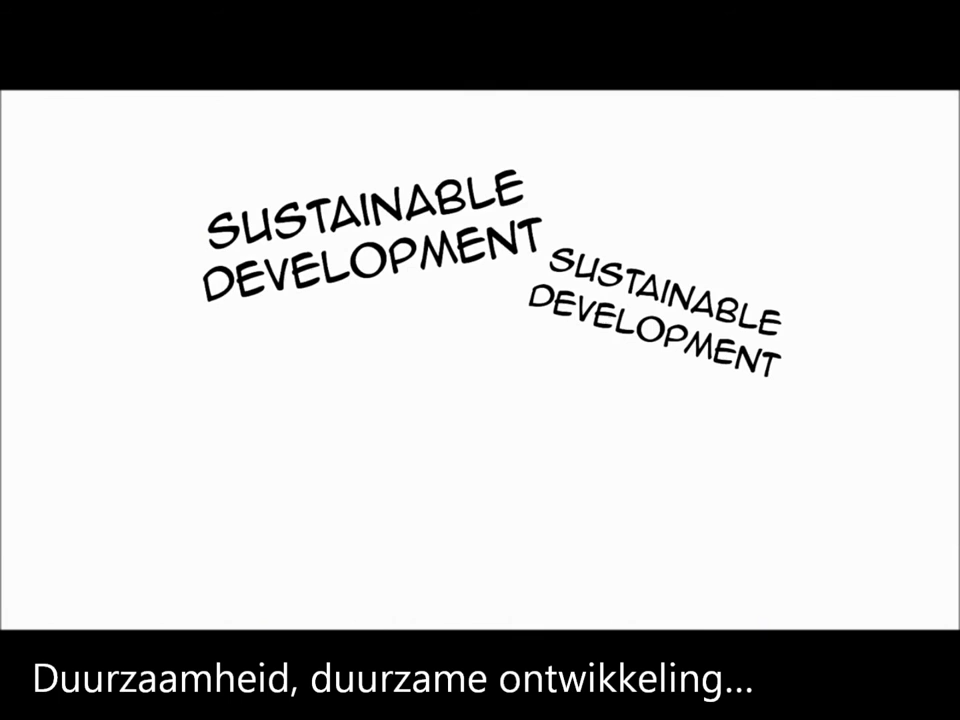 SUSTAINABLE
DEVELOPMENT
SUSTAINABLE
DEVELOPMENT
Duurzaamheid, duurzame ontwikkeling...